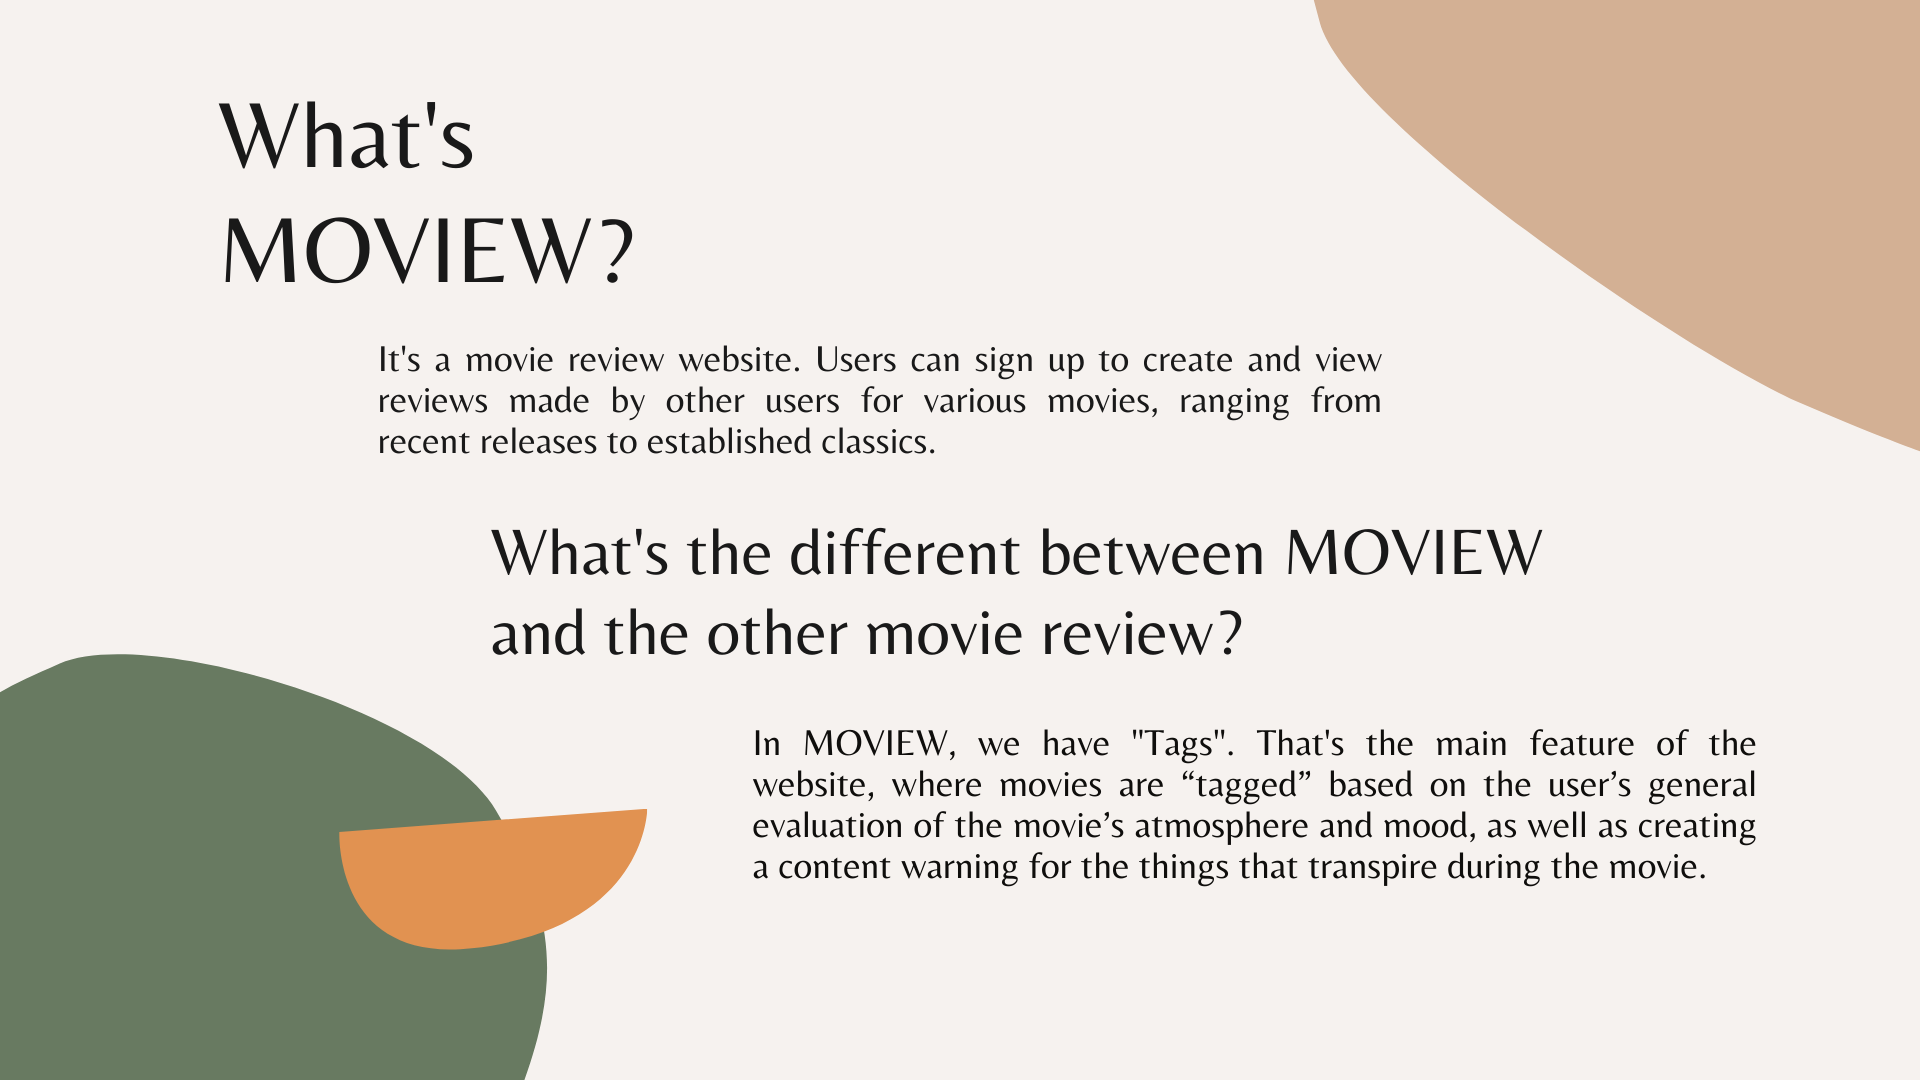 What's
MOVIEW?
It's a movie review website. Users can sign up to create and view
reviews made by other users for various movies, ranging from
recent releases to established classics.
What's the different between MOVIEW
and the other movie review?
In MOVIEW, we have "Tags". That's the main feature of the
website, where movies are “tagged” based on the user’s general
evaluation of the movie’s atmosphere and mood, as well as creating
a content warning for the things that transpire during the movie.